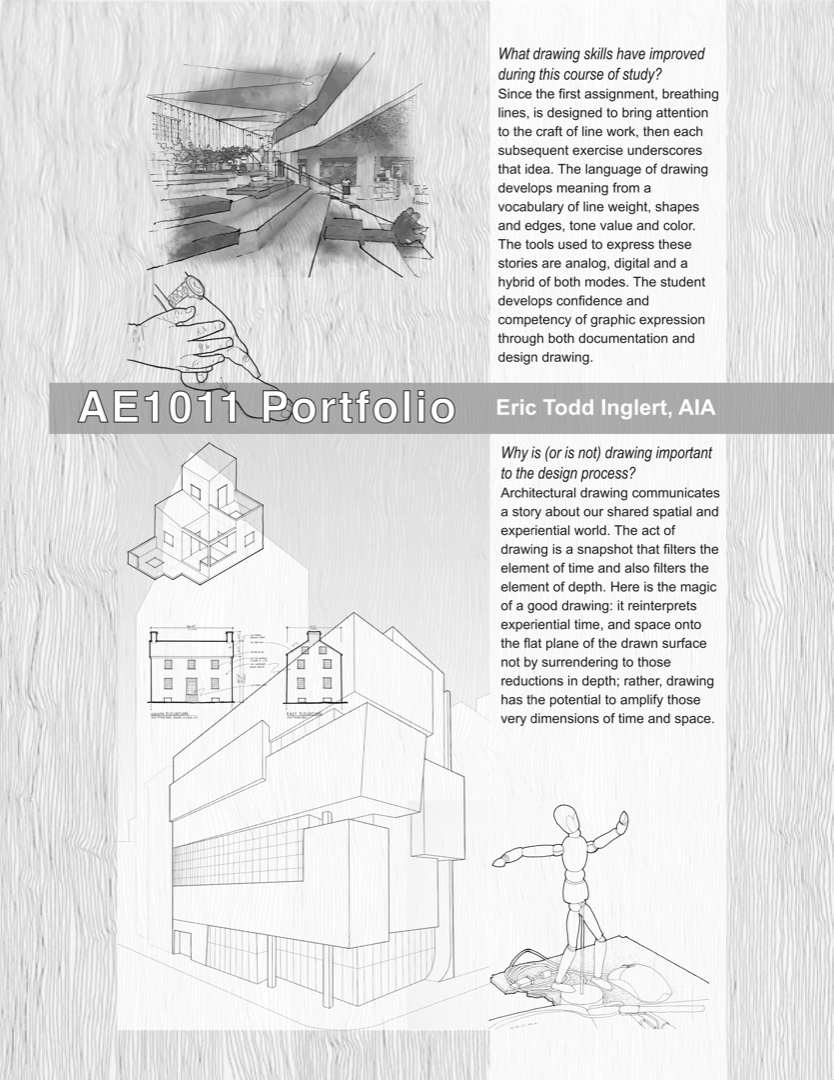 What drawing skills have improved
during this course of study?
Since the first assignment, breathing
lines, is designed to bring attention
to the craft of line work, then each
subsequent exercise underscores
that idea. The language of drawing
develops meaning from a
vocabulary of line weight, shapes
and edges, tone value and color.
The tools used to express these
stories are analog, digital and a
hybrid of both modes. The student
develops confidence and
competency of graphic expression
through both documentation and
design drawing.
AE1011 Portfolio
Eric Todd Inglert, AIA
Why is (or is not) drawing important
to the design process?
Architectural drawing communicates
a story about our shared spatial and
experiential world. The act of
drawing is a snapshot that filters the
element of time and also filters the
element of depth. Here is the magic
of a good drawing: it reinterprets
experiential time, and space onto
the flat plane of the drawn surface
not by surrendering to those
reductions in depth; rather, drawing
has the potential to amplify those
very dimensions of time and space.
EAST ELEVATION